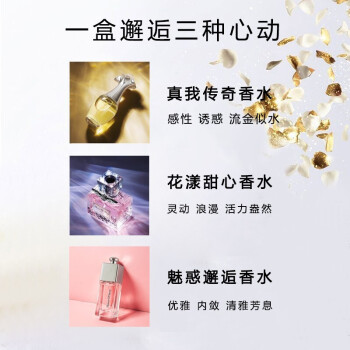 一盒邂逅三种心动
真我传奇香水
感性 诱惑 流金似水
花漾甜心香水
灵动 浪漫 活力盎然
魅惑邂逅香水
优雅 内敛 清雅芳息